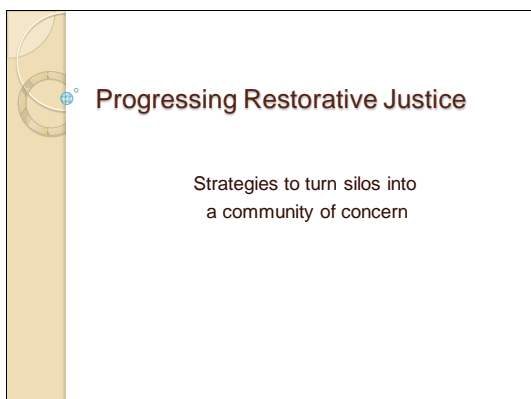 Progressing Restorative Justice
Strategies to turn silos into
a community of concern